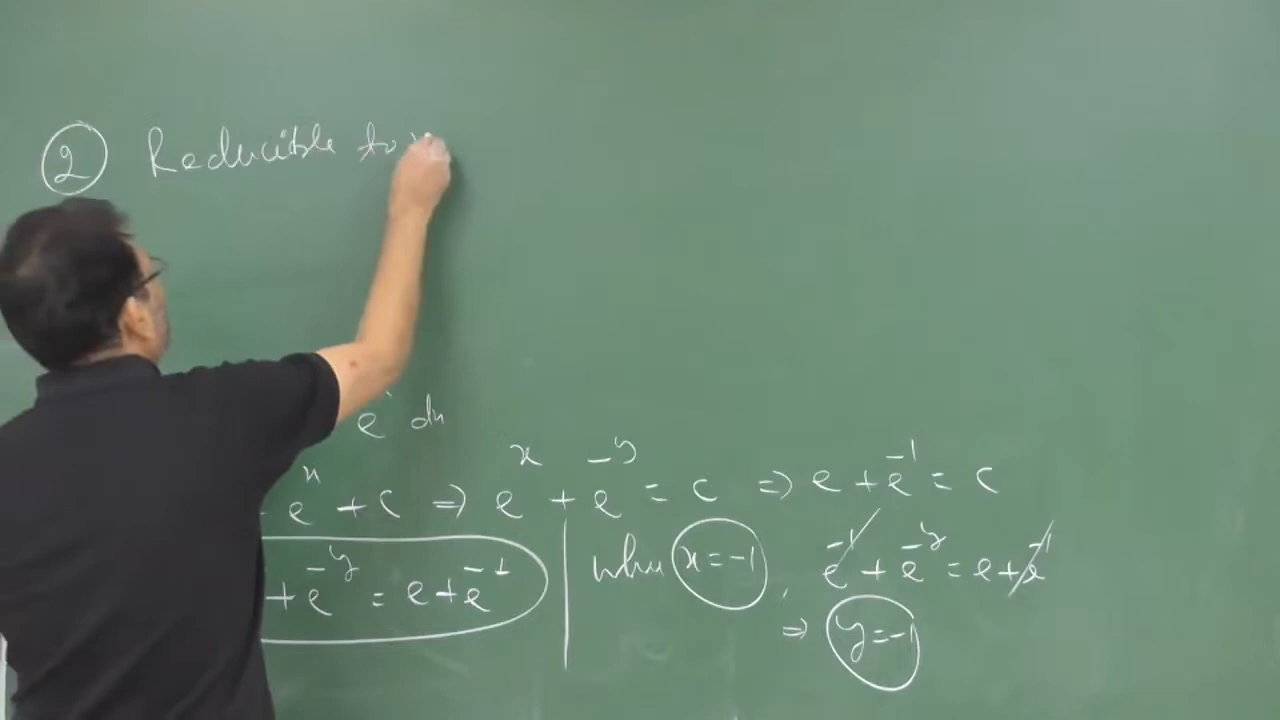 ② Reducible to
e^x dx
e^x + c ⇒ e^x + e^-y = c ⇒ e + e^-1 = c
+ e^-y = e + e^-1
when x = -1, e^-1 + e^-y = e + e^-1
⇒ y = -1